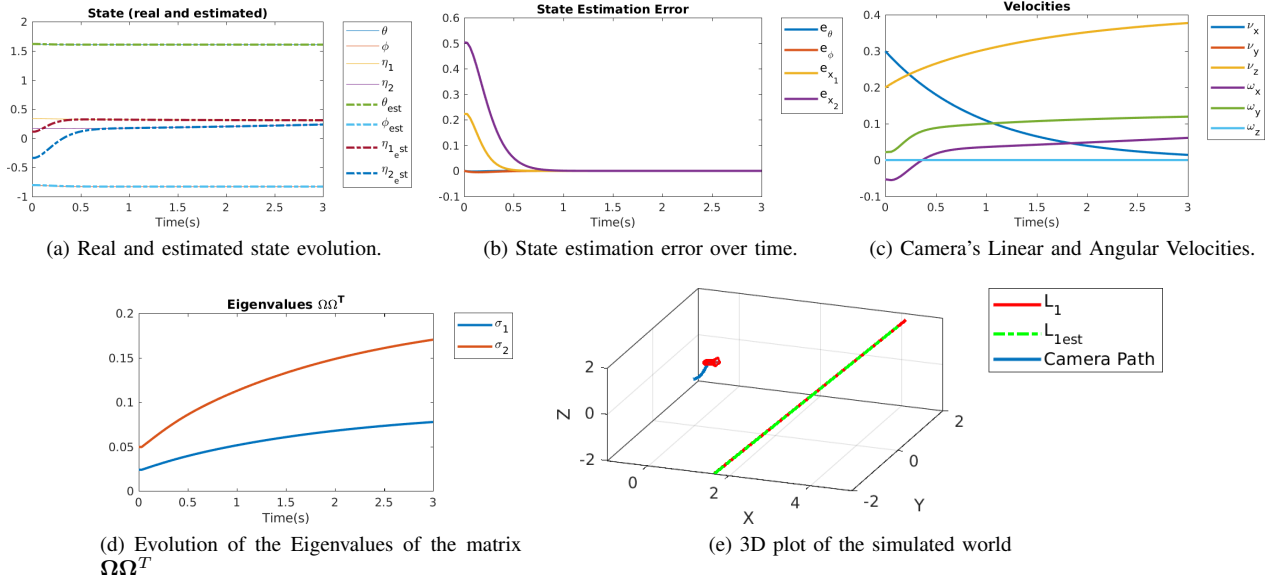 State (real and estimated)
2
1.5
1
0.5
0
-0.5
-1
0
0.5
1
1.5
2
2.5
3
Time(s)
θ
ϕ
η1
η2
θest
ϕest
η1est
η2est
(a) Real and estimated state evolution.
State Estimation Error
0.6
0.5
0.4
0.3
0.2
0.1
0
0.1
0
0.5
1
1.5
2
2.5
3
Time(s)
eθ
eϕ
ex1
ex2
(b) State estimation error over time.
Velocities
0.4
0.3
0.2
0.1
0
-0.1
0
0.5
1
1.5
2
2.5
3
Time(s)
νx
νy
νz
ωx
ωy
ωz
(c) Camera's Linear and Angular Velocities.
Eigenvalues ΩΩT
0.2
0.15
0.1
0.05
0
0
0.5
1
1.5
2
2.5
3
Time(s)
σ1
σ2
(d) Evolution of the Eigenvalues of the matrix
ΩΩT
Z
2
0
-2
0
2
4
X
-2
0
2
Y
L1
L1est
Camera Path
(e) 3D plot of the simulated world